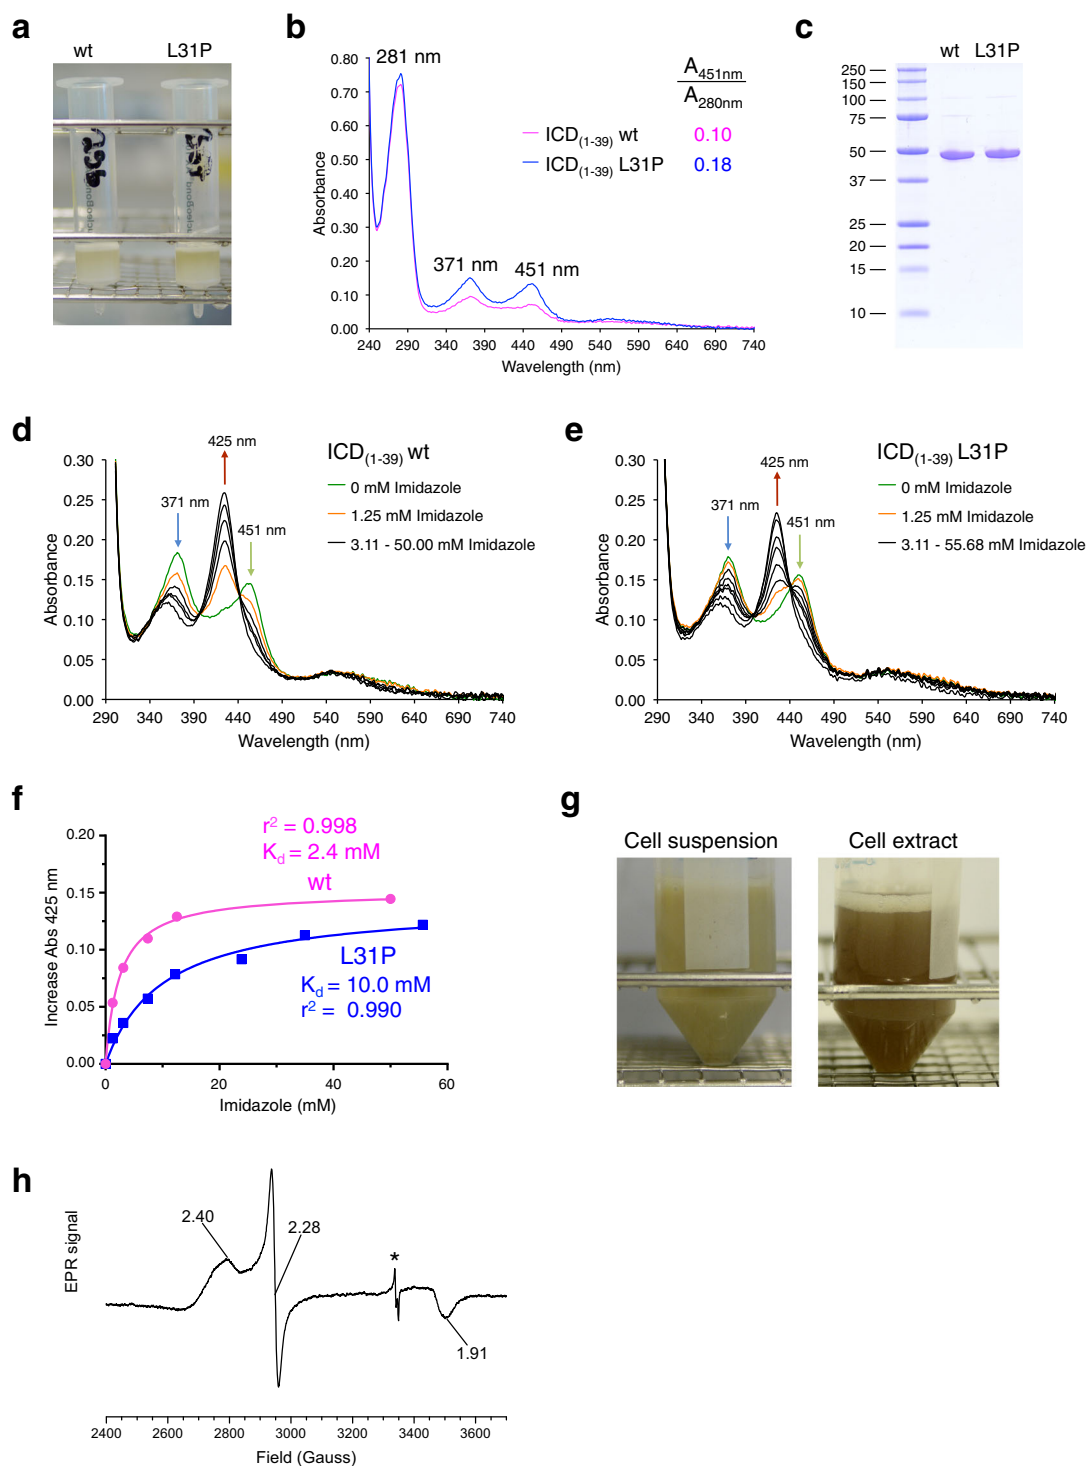 a
wt L31P
b
281 nm
371 nm 451 nm
A451nm
A280nm
ICD(1-39) wt 0.10
ICD(1-39) L31P 0.18
Absorbance
0.80
0.70
0.60
0.50
0.40
0.30
0.20
0.10
0.00
240 290 340 390 440 490 540 590 640 690 740
Wavelength (nm)
c
wt L31P
250
150
100
75
50
37
25
20
15
10
d
425 nm
371 nm
451 nm
ICD(1-39) wt
0 mM Imidazole
1.25 mM Imidazole
3.11 - 50.00 mM Imidazole
Absorbance
0.30
0.25
0.20
0.15
0.10
0.05
0.00
290 340 390 440 490 540 590 640 690 740
Wavelength (nm)
e
425 nm
371 nm
451 nm
ICD(1-39) L31P
0 mM Imidazole
1.25 mM Imidazole
3.11 - 55.68 mM Imidazole
Absorbance
0.30
0.25
0.20
0.15
0.10
0.05
0.00
290 340 390 440 490 540 590 640 690 740
Wavelength (nm)
f
r2 = 0.998
Kd = 2.4 mM
wt
L31P
Kd = 10.0 mM
r2 = 0.990
Increase Abs 425 nm
0.20
0.15
0.10
0.05
0.00
0 20 40 60
Imidazole (mM)
g
Cell suspension Cell extract
h
2.40
2.28
*
1.91
EPR signal
2400 2600 2800 3000 3200 3400 3600
Field (Gauss)